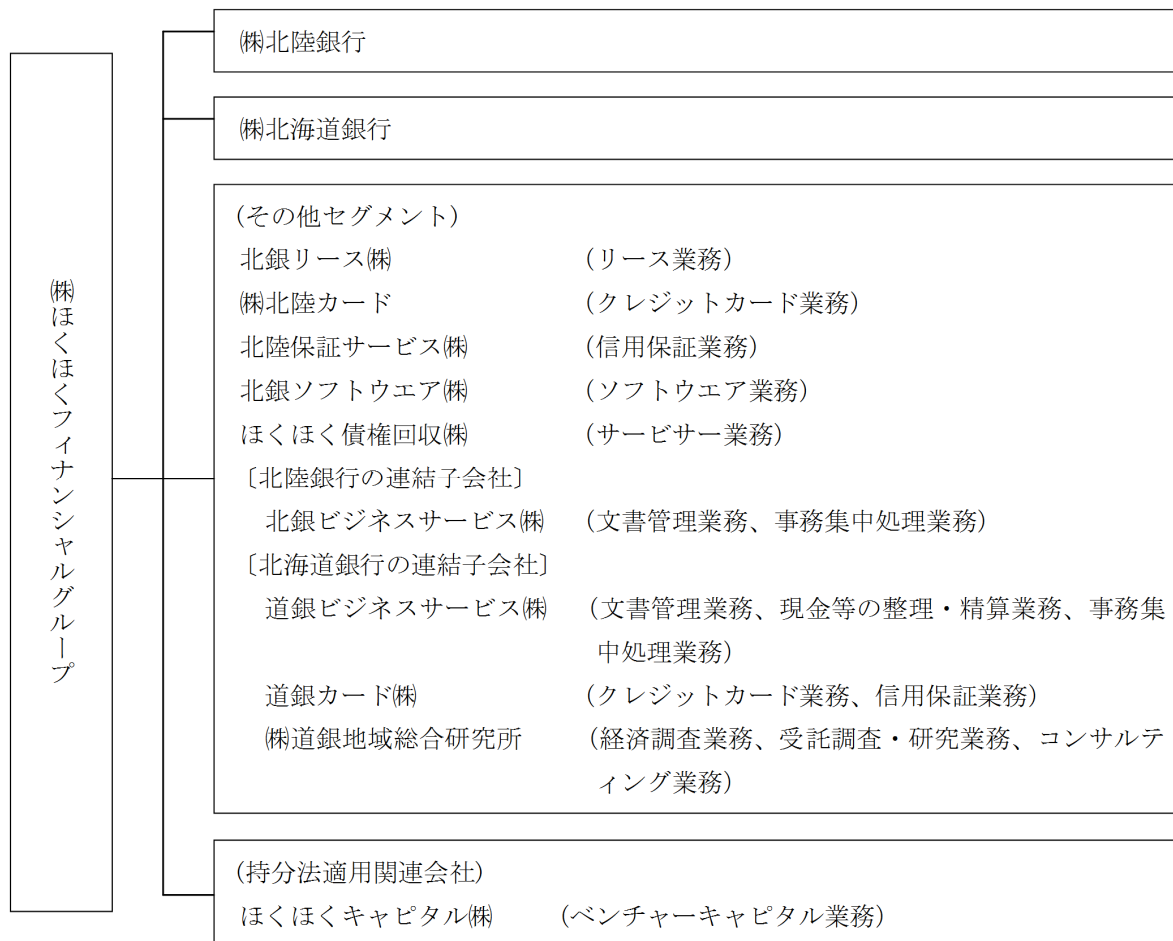 ㈱ほくほくフィナンシャルグループ
㈱北陸銀行
㈱北海道銀行
(その他セグメント)
北銀リース㈱ (リース業務)
㈱北陸カード (クレジットカード業務)
北陸保証サービス㈱ (信用保証業務)
北銀ソフトウエア㈱ (ソフトウエア業務)
ほくほく債権回収㈱ (サービサー業務)
〔北陸銀行の連結子会社〕
北銀ビジネスサービス㈱ (文書管理業務、事務集中処理業務)
〔北海道銀行の連結子会社〕
道銀ビジネスサービス㈱ (文書管理業務、現金等の整理・精算業務、事務集
中処理業務)
道銀カード㈱ (クレジットカード業務、信用保証業務)
㈱道銀地域総合研究所 (経済調査業務、受託調査・研究業務、コンサルテ
ィング業務)
(持分法適用関連会社)
ほくほくキャピタル㈱ (ベンチャーキャピタル業務)